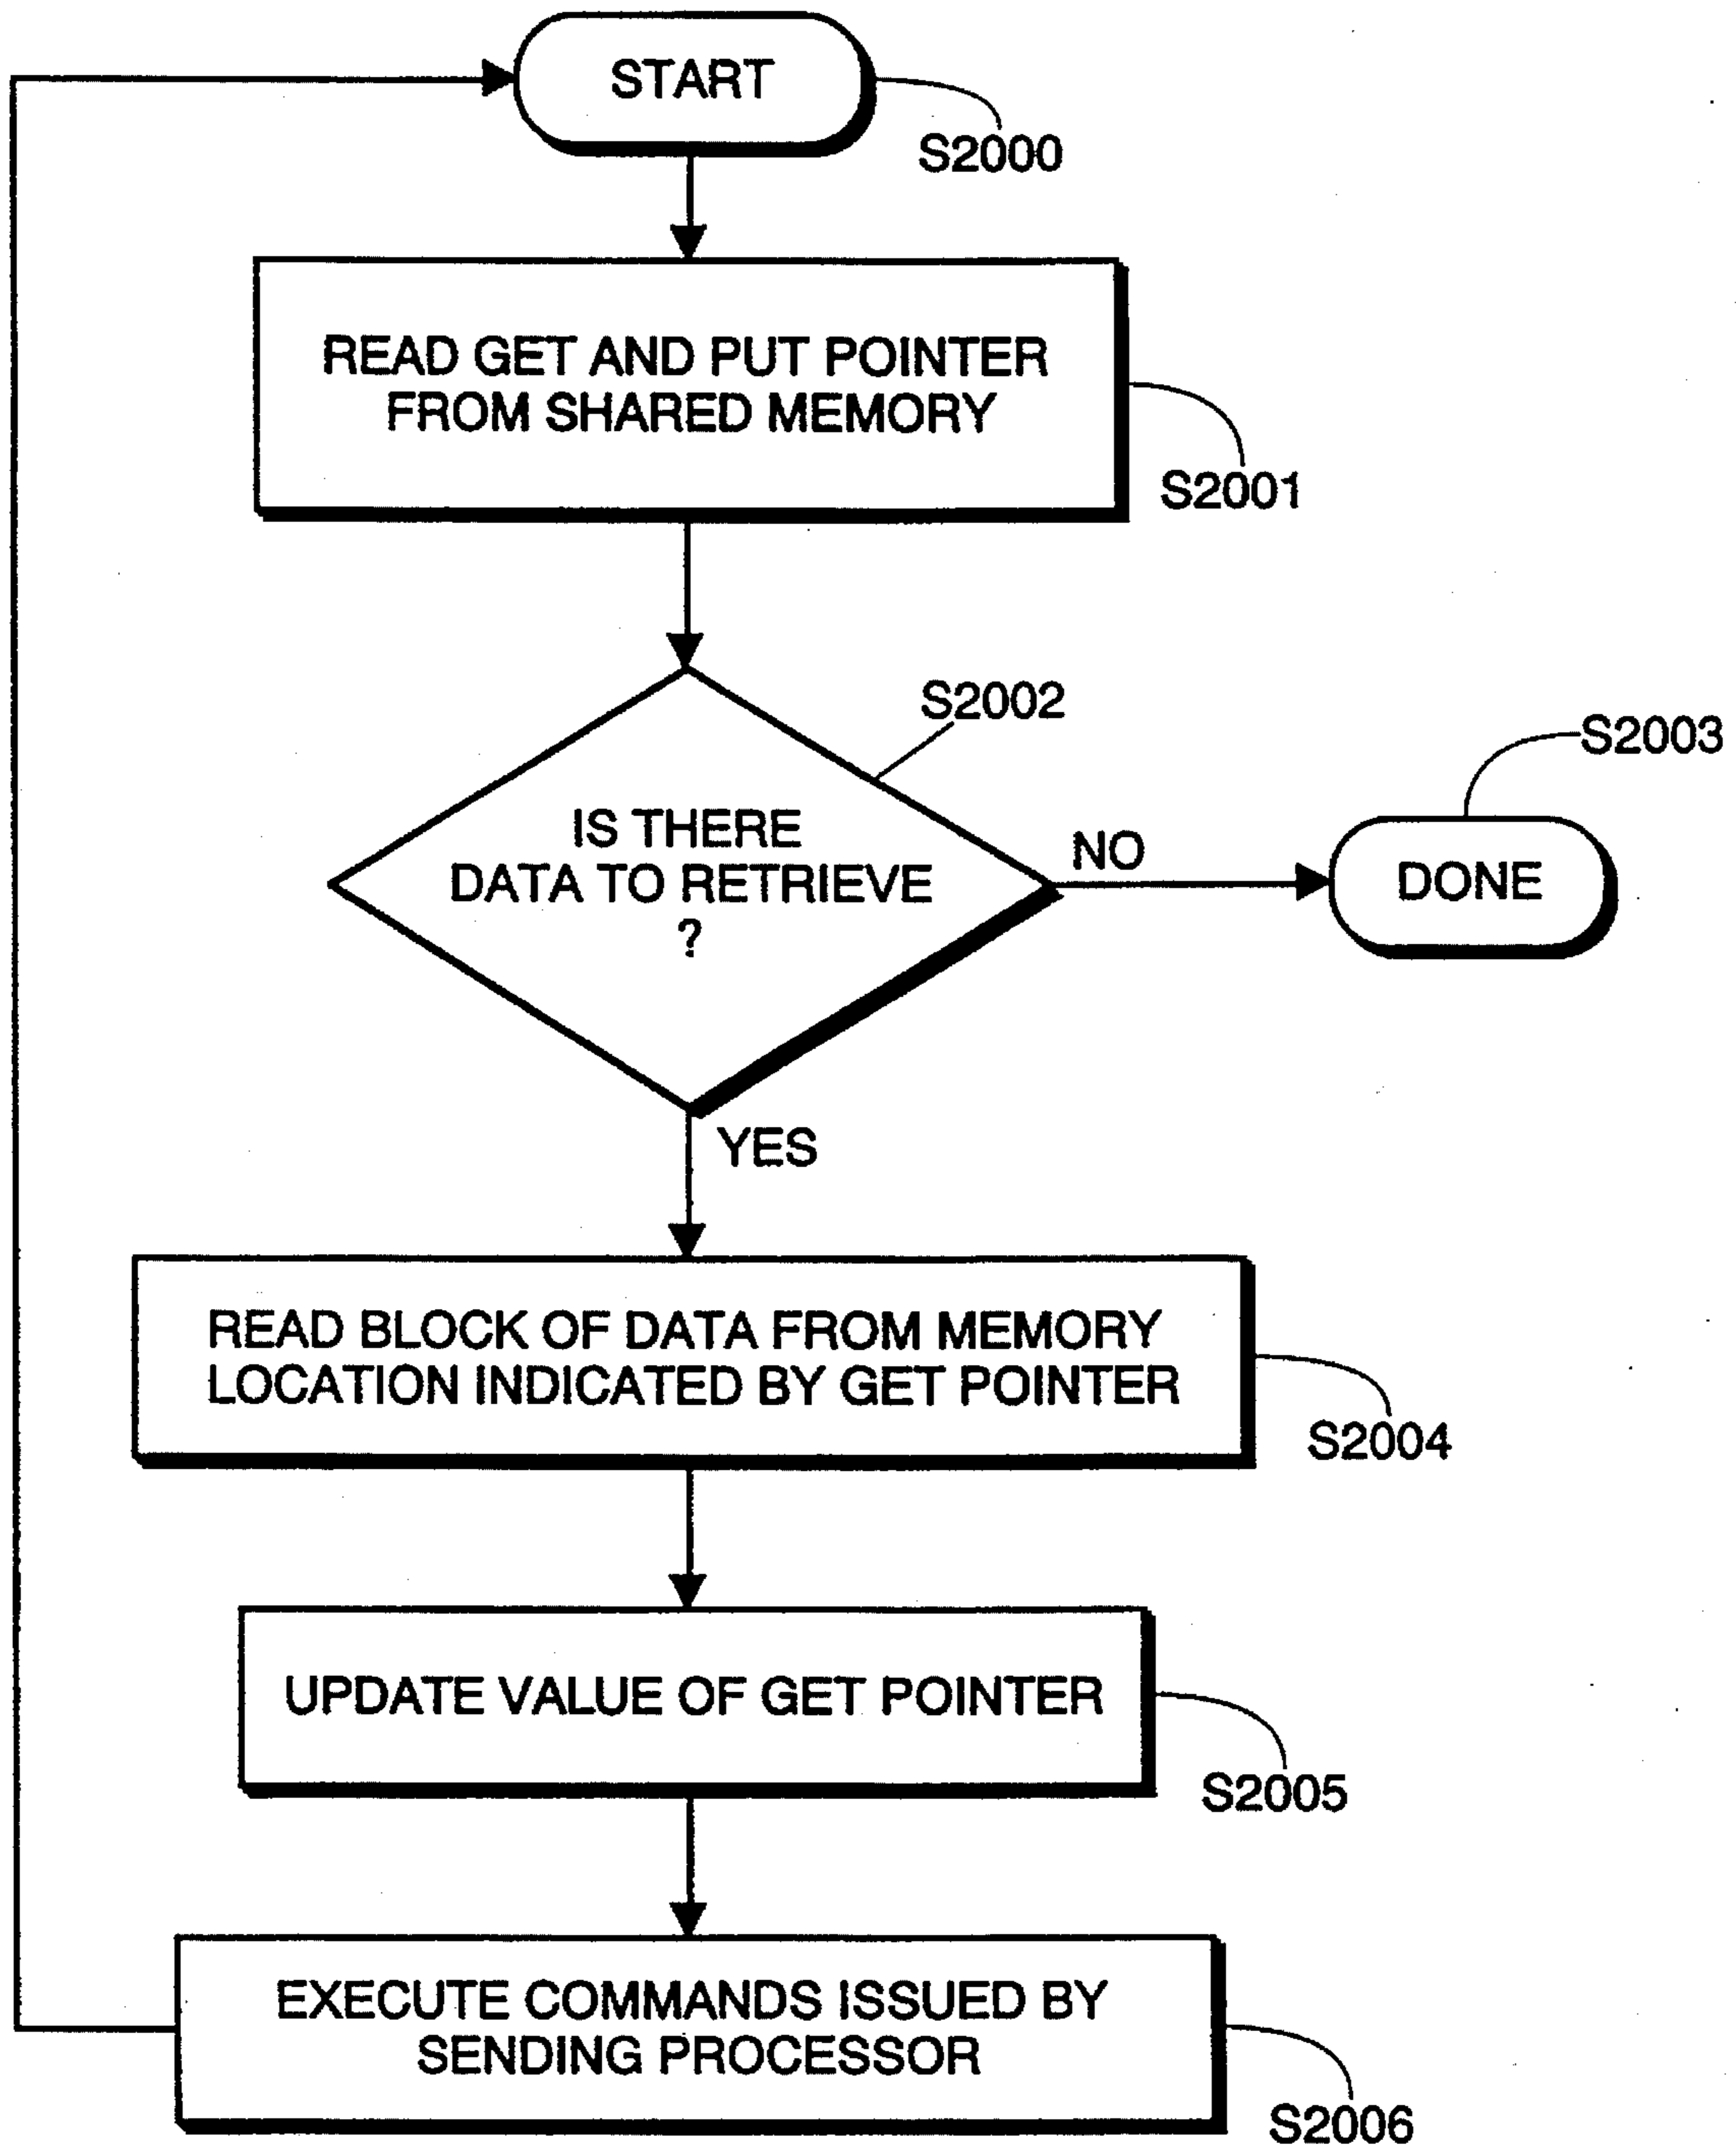 START
S2000
READ GET AND PUT POINTER
FROM SHARED MEMORY
S2001
S2002
S2003
IS THERE
DATA TO RETRIEVE
?
NO
DONE
YES
READ BLOCK OF DATA FROM MEMORY
LOCATION INDICATED BY GET POINTER
S2004
UPDATE VALUE OF GET POINTER
S2005
EXECUTE COMMANDS ISSUED BY
SENDING PROCESSOR
S2006